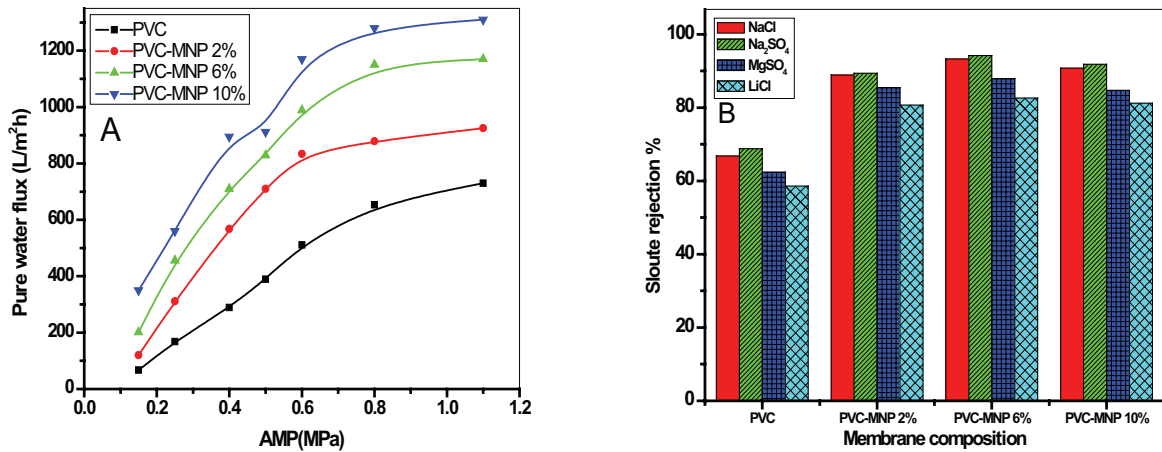 PVC
PVC-MNP 2%
PVC-MNP 6%
PVC-MNP 10%
A
Pure water flux (L/m²h)
1200
1000
800
600
400
200
0
0.0 0.2 0.4 0.6 0.8 1.0 1.2
AMP(MPa)
NaCl
Na₂SO₄
MgSO₄
LiCl
B
Sloute rejection %
100
80
60
40
20
0
PVC PVC-MNP 2% PVC-MNP 6% PVC-MNP 10%
Membrane composition